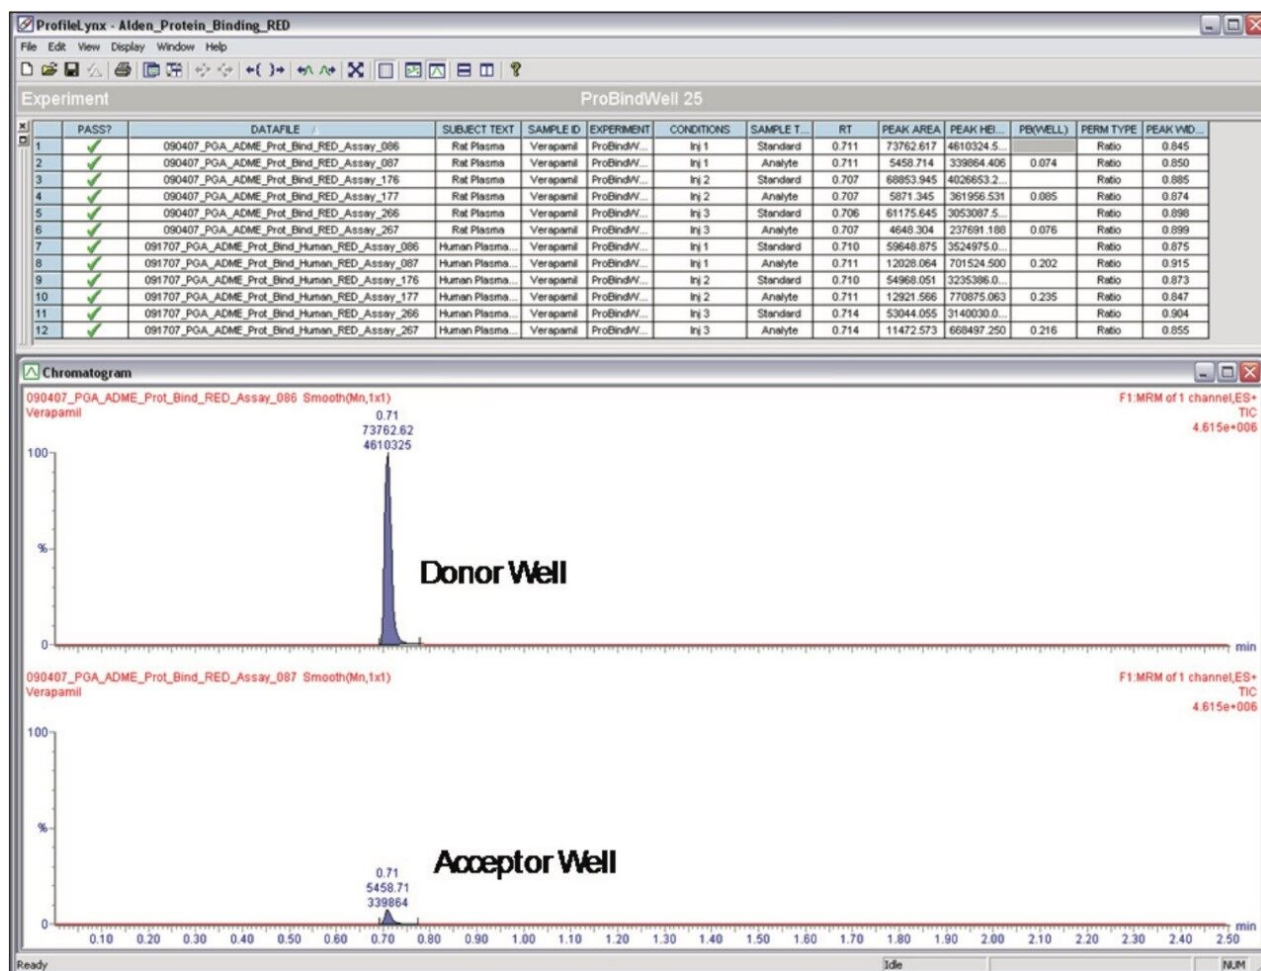 ProfileLynx - Alden_Protein_Binding_RED
File Edit View Display Window Help
Experiment ProBindWell 25
PASS? DATAFILE SUBJECT TEXT SAMPLE ID EXPERIMENT CONDITIONS SAMPLE T... RT PEAK AREA PEAK HEI... PB(WELL) PERM TYPE PEAK WID...
1 090407_PGA_ADME_Prot_Bind_RED_Assay_086 Rat Plasma Verapamil ProBindW... Inj 1 Standard 0.711 73762.617 4610324.5... Ratio 0.845
2 090407_PGA_ADME_Prot_Bind_RED_Assay_087 Rat Plasma Verapamil ProBindW... Inj 1 Analyte 0.711 5458.714 339864.406 0.074 Ratio 0.850
3 090407_PGA_ADME_Prot_Bind_RED_Assay_176 Rat Plasma Verapamil ProBindW... Inj 2 Standard 0.707 68853.945 4026653.2... Ratio 0.885
4 090407_PGA_ADME_Prot_Bind_RED_Assay_177 Rat Plasma Verapamil ProBindW... Inj 2 Analyte 0.707 5871.345 361956.531 0.085 Ratio 0.874
5 090407_PGA_ADME_Prot_Bind_RED_Assay_266 Rat Plasma Verapamil ProBindW... Inj 3 Standard 0.706 61175.645 3053087.5... Ratio 0.898
6 090407_PGA_ADME_Prot_Bind_RED_Assay_267 Rat Plasma Verapamil ProBindW... Inj 3 Analyte 0.707 4648.304 237691.188 0.076 Ratio 0.899
7 091707_PGA_ADME_Prot_Bind_Human_RED_Assay_086 Human Plasma... Verapamil ProBindW... Inj 1 Standard 0.710 59648.875 3524975.0... Ratio 0.875
8 091707_PGA_ADME_Prot_Bind_Human_RED_Assay_087 Human Plasma... Verapamil ProBindW... Inj 1 Analyte 0.711 12028.064 701524.500 0.202 Ratio 0.915
9 091707_PGA_ADME_Prot_Bind_Human_RED_Assay_176 Human Plasma... Verapamil ProBindW... Inj 2 Standard 0.710 54968.051 3235386.0... Ratio 0.873
10 091707_PGA_ADME_Prot_Bind_Human_RED_Assay_177 Human Plasma... Verapamil ProBindW... Inj 2 Analyte 0.711 12921.566 770875.063 0.235 Ratio 0.847
11 091707_PGA_ADME_Prot_Bind_Human_RED_Assay_266 Human Plasma... Verapamil ProBindW... Inj 3 Standard 0.714 53044.055 3140030.0... Ratio 0.904
12 091707_PGA_ADME_Prot_Bind_Human_RED_Assay_267 Human Plasma... Verapamil ProBindW... Inj 3 Analyte 0.714 11472.573 668497.250 0.216 Ratio 0.855
Chromatogram
090407_PGA_ADME_Prot_Bind_RED_Assay_086 Smooth(Mn,1x1) F1:MRM of 1 channel,ES+
Verapamil TIC
4.615e+006
0.71
73762.62
4610325
100
%
Donor Well
0
min
090407_PGA_ADME_Prot_Bind_RED_Assay_087 Smooth(Mn,1x1) F1:MRM of 1 channel,ES+
Verapamil TIC
4.615e+006
100
%
Acceptor Well
0.71
5458.71
339864
0 min
0.10 0.20 0.30 0.40 0.50 0.60 0.70 0.80 0.90 1.00 1.10 1.20 1.30 1.40 1.50 1.60 1.70 1.80 1.90 2.00 2.10 2.20 2.30 2.40 2.50
Ready Idle NUM